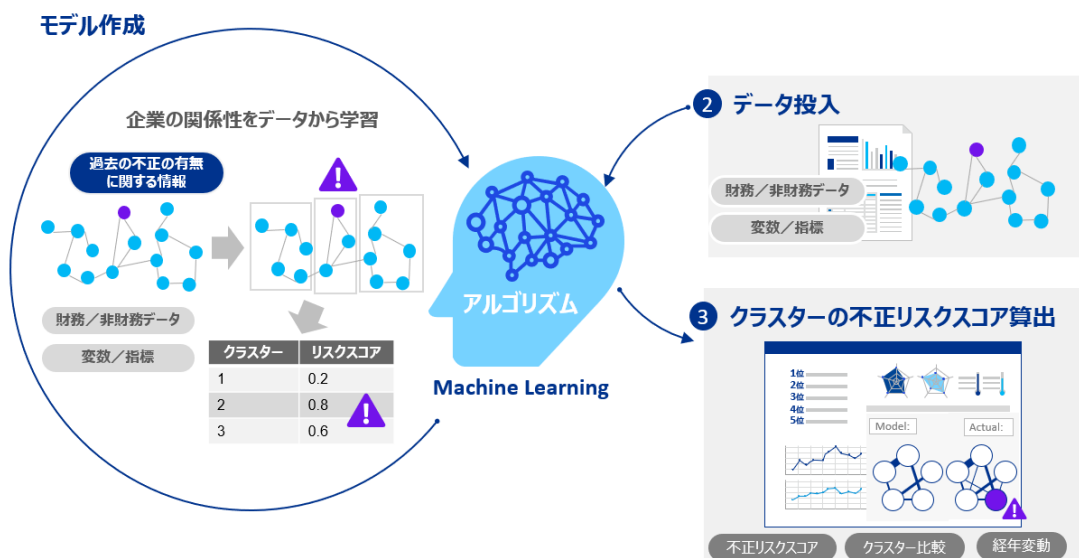 モデル作成
企業の関係性をデータから学習
過去の不正の有無
に関する情報
財務／非財務データ
変数／指標
クラスター リスクスコア
1 0.2
2 0.8
3 0.6
アルゴリズム
Machine Learning
2 データ投入
財務／非財務データ
変数／指標
3 クラスターの不正リスクスコア算出
1位
2位
3位
4位
5位
Model: Actual:
不正リスクスコア クラスター比較 経年変動